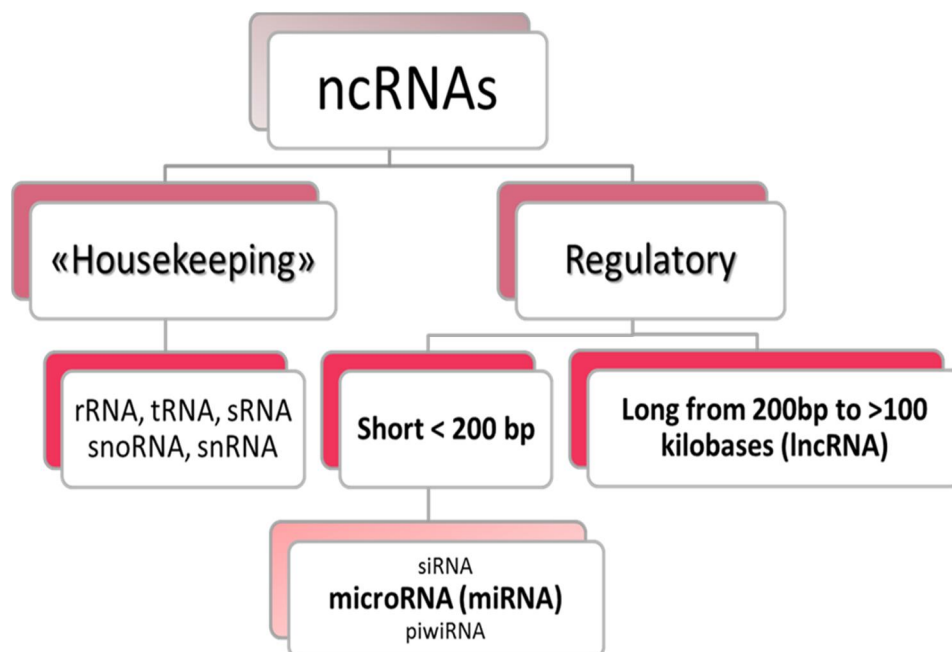 ncRNAs
«Housekeeping»
Regulatory
rRNA, tRNA, sRNA
snoRNA, snRNA
Short < 200 bp
Long from 200bp to >100
kilobases (lncRNA)
siRNA
microRNA (miRNA)
piwiRNA